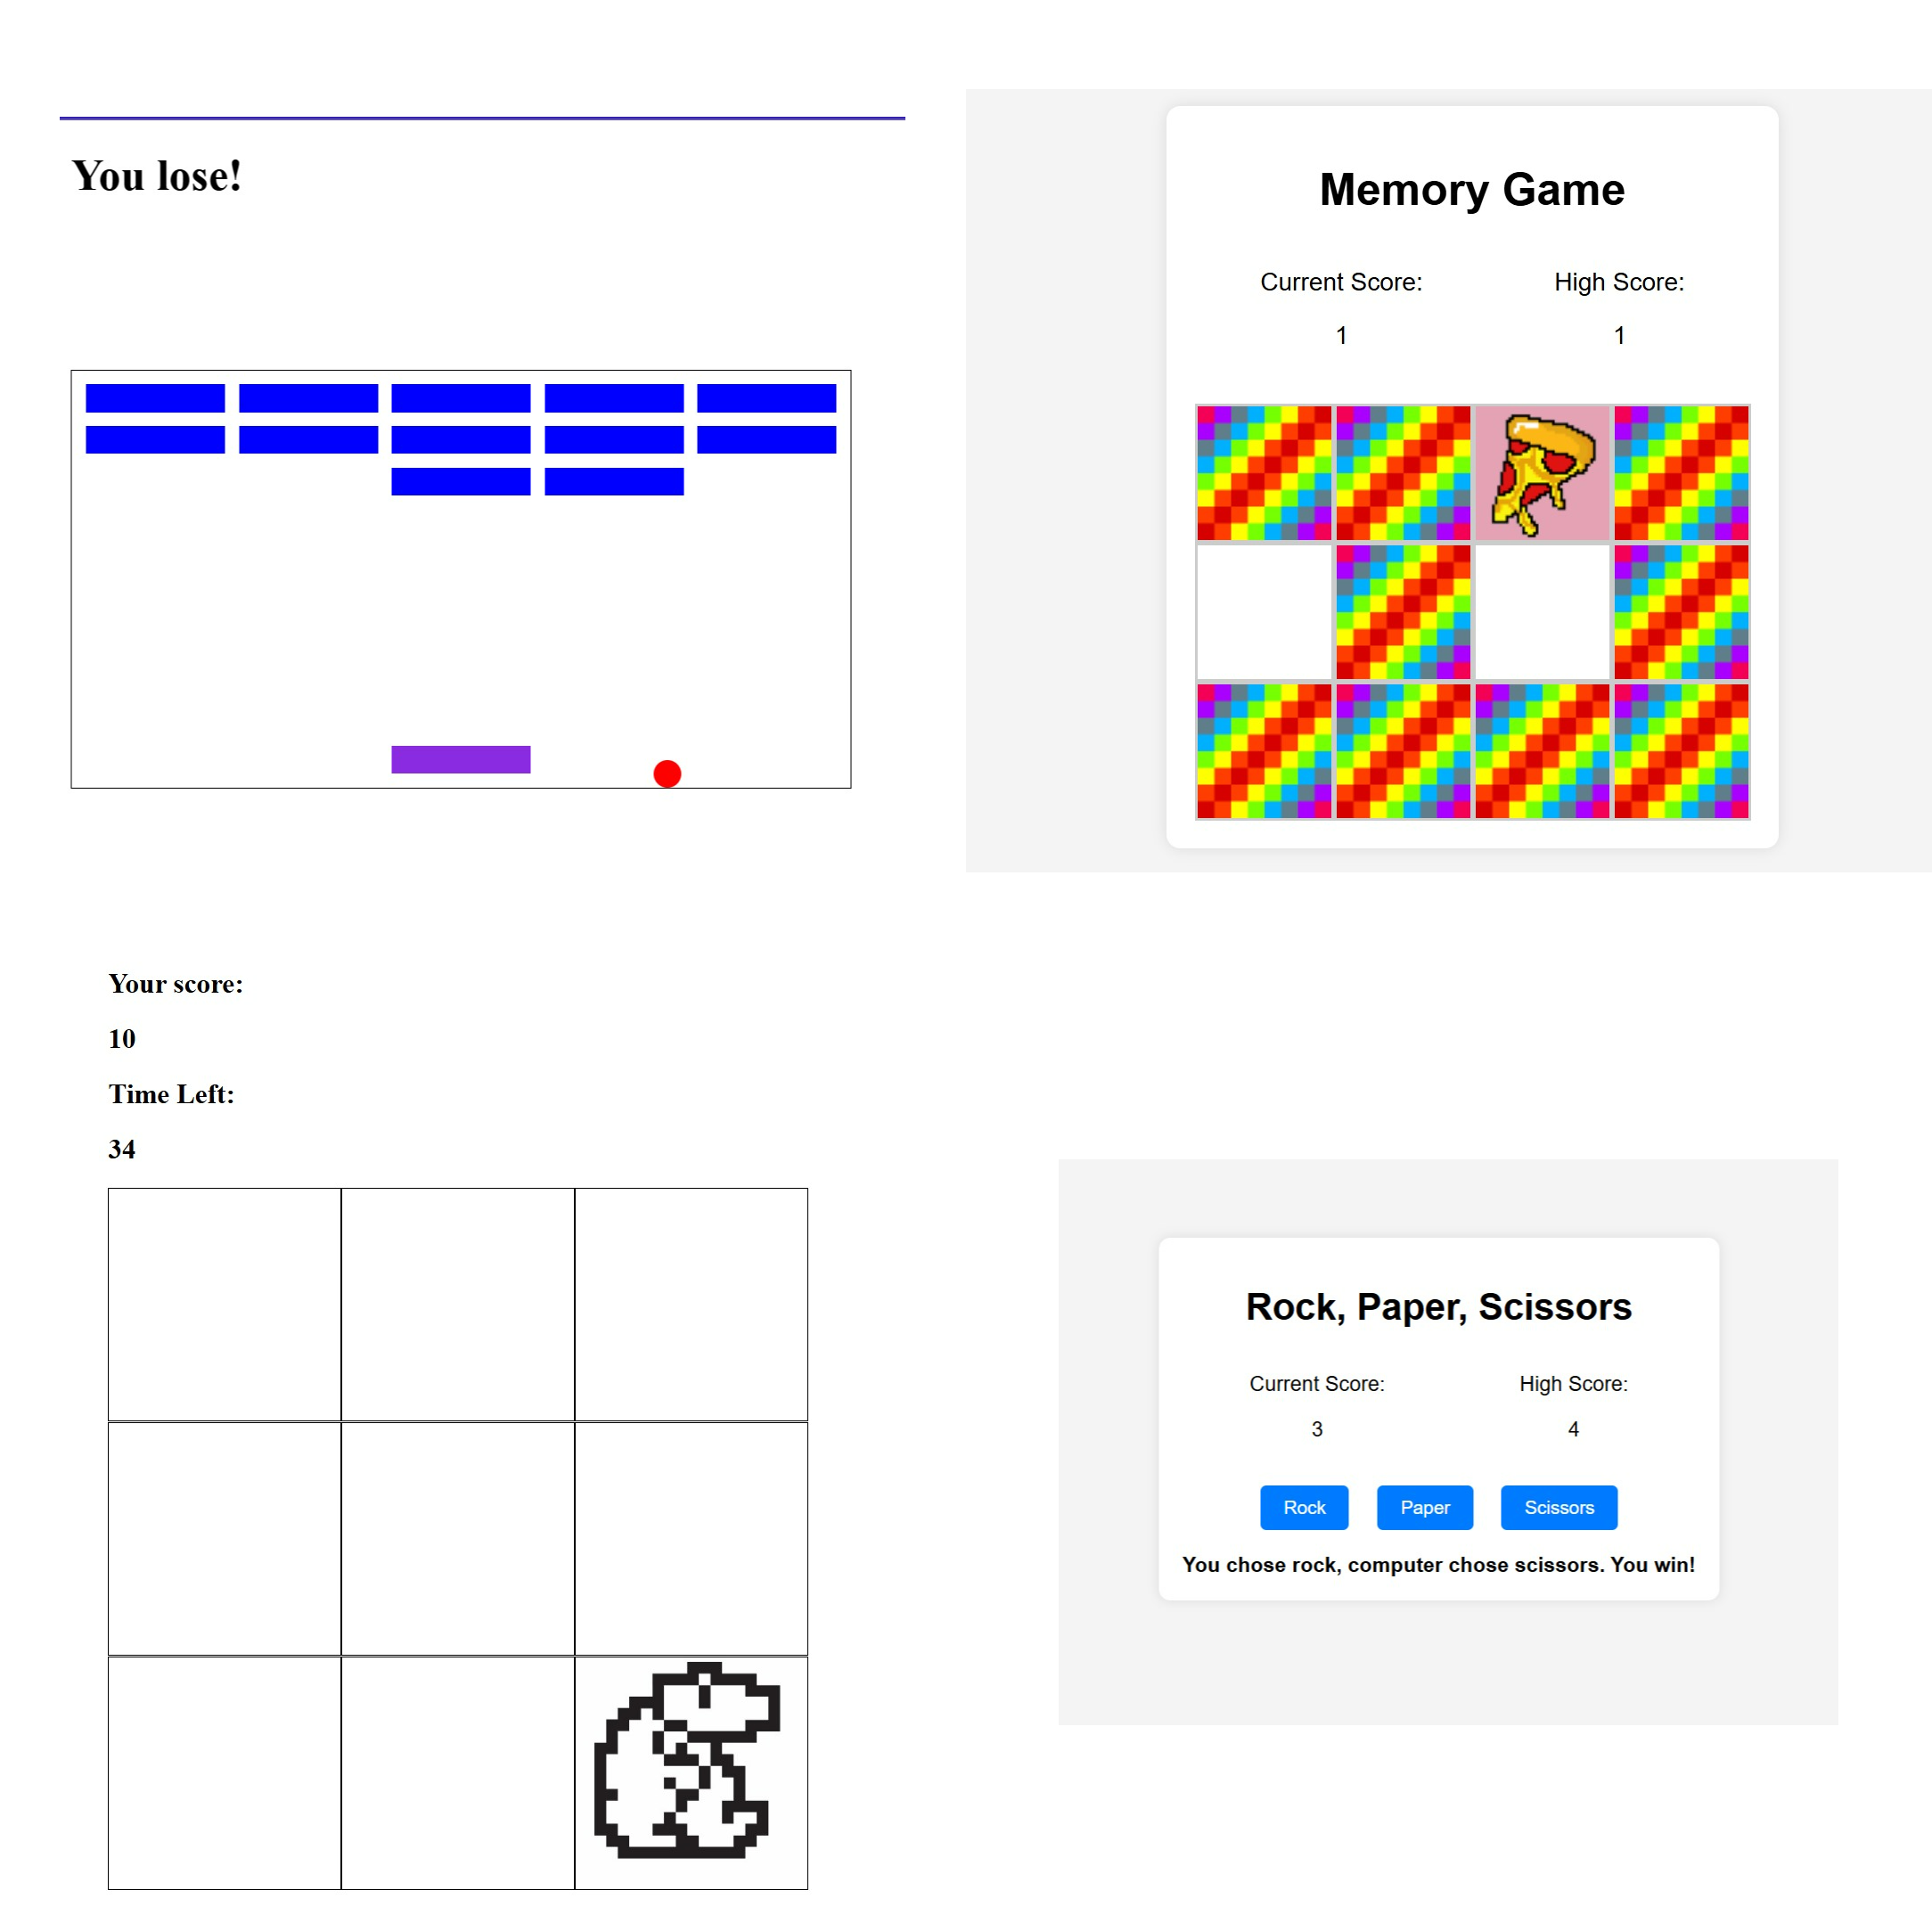 You lose!
Memory Game
Current Score: High Score:
1 1
Your score:
10
Time Left:
34
Rock, Paper, Scissors
Current Score: High Score:
3 4
Rock Paper Scissors
You chose rock, computer chose scissors. You win!